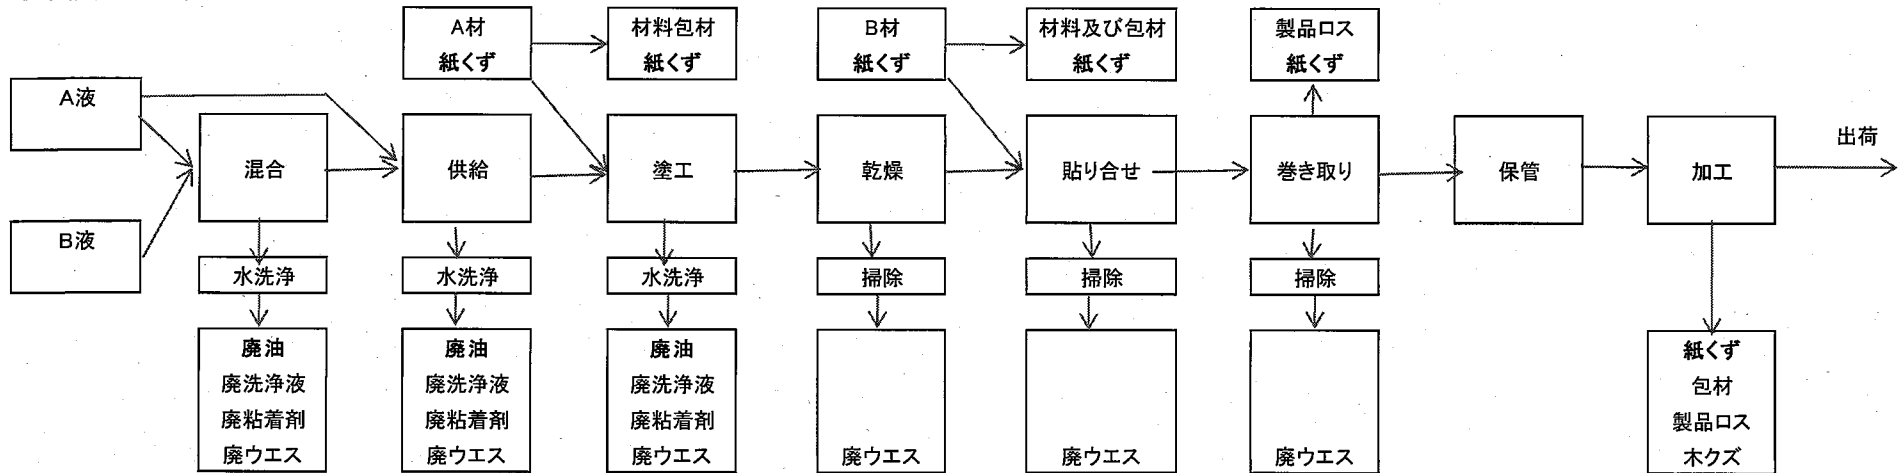 A材
紙くず
材料包材
紙くず
B材
紙くず
材料及び包材
紙くず
製品ロス
紙くず
A液
B液
混合
供給
塗工
乾燥
貼り合せ
巻き取り
保管
加工
出荷
水洗浄
水洗浄
水洗浄
掃除
掃除
掃除
廃油
廃洗浄液
廃粘着剤
廃ウエス
廃油
廃洗浄液
廃粘着剤
廃ウエス
廃油
廃洗浄液
廃粘着剤
廃ウエス
廃ウエス
廃ウエス
廃ウエス
紙くず
包材
製品ロス
木クズ